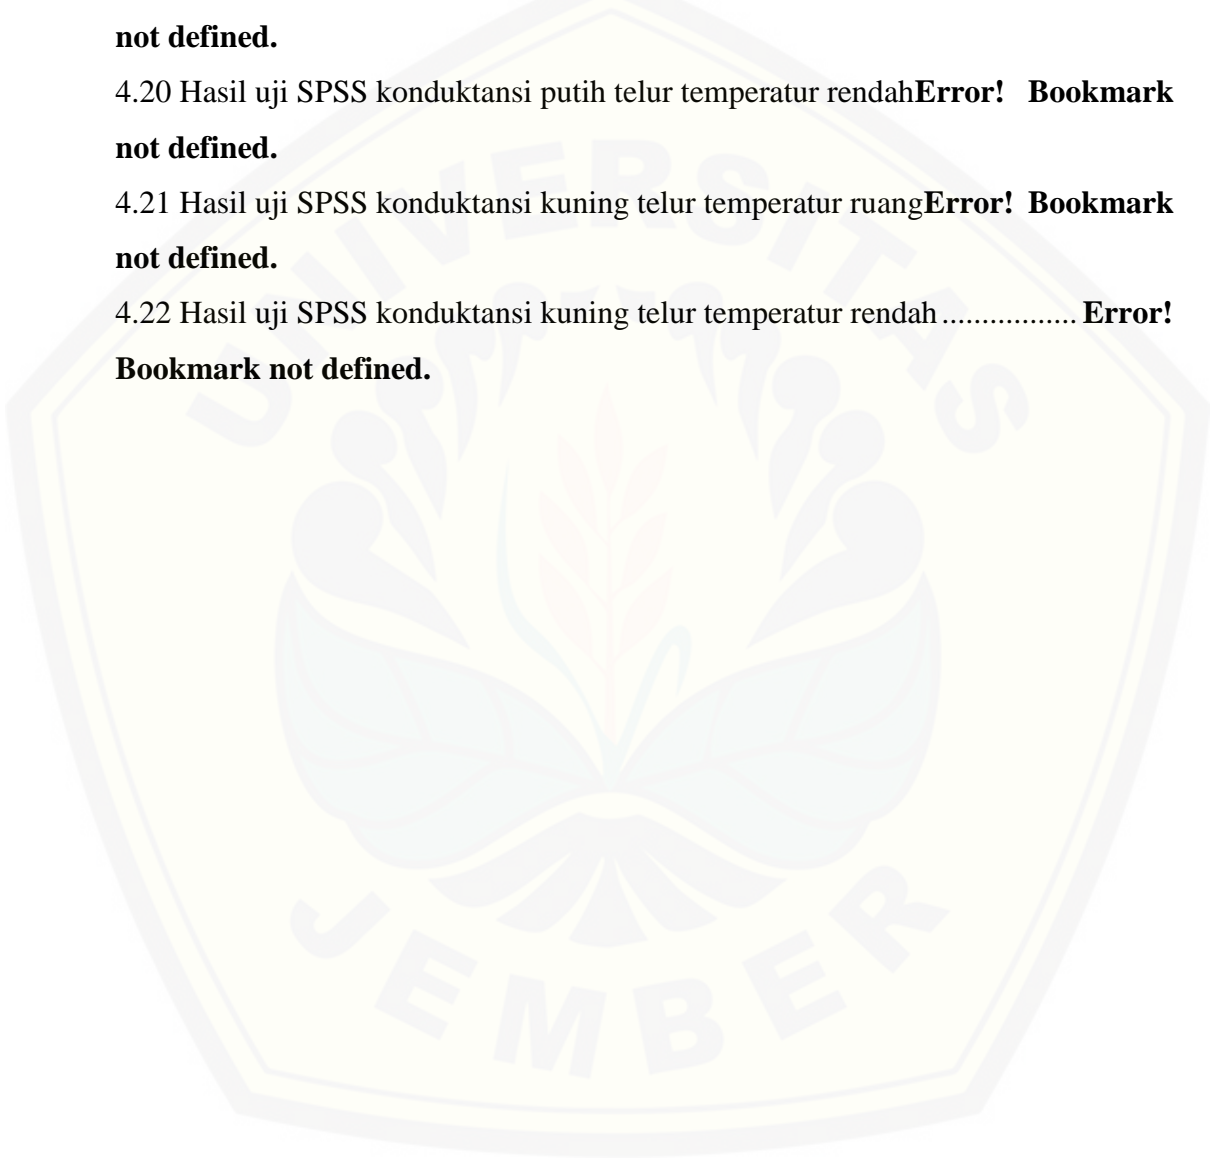 not defined.
4.20 Hasil uji SPSS konduktansi putih telur temperatur rendahError! Bookmark
not defined.
4.21 Hasil uji SPSS konduktansi kuning telur temperatur ruangError! Bookmark
not defined.
4.22 Hasil uji SPSS konduktansi kuning telur temperatur rendah ................. Error!
Bookmark not defined.
UNIVERSITAS
JEMBER